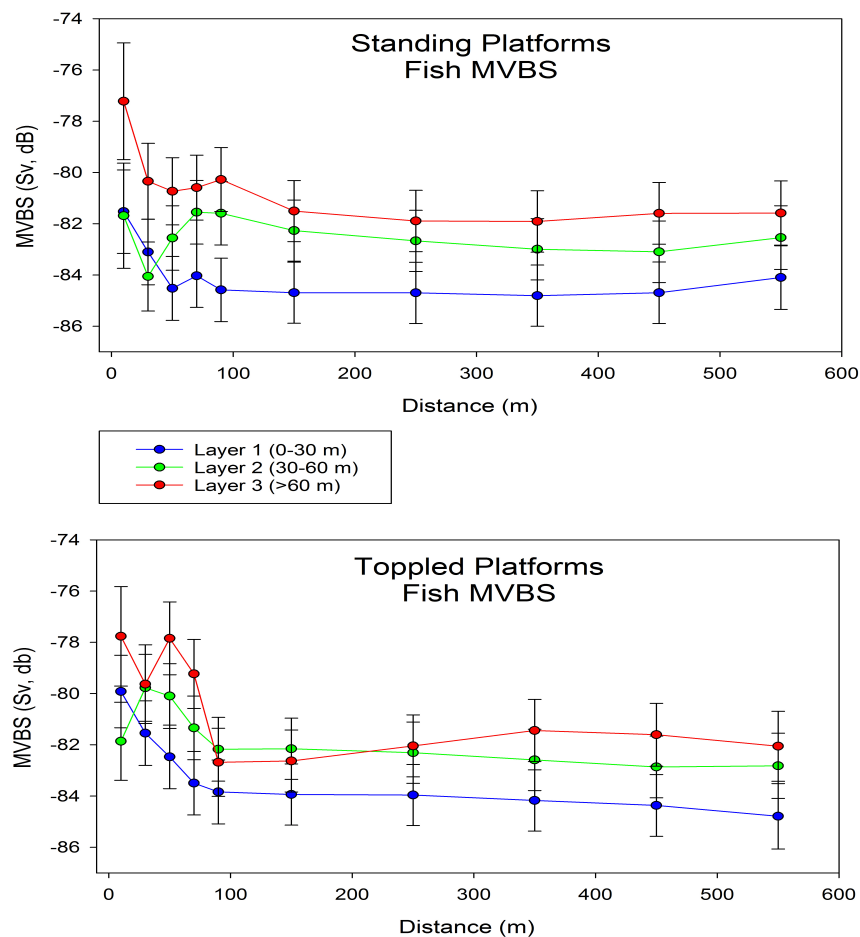 Standing Platforms
Fish MVBS
MVBS (Sv, dB)
-74
-76
-78
-80
-82
-84
-86
0 100 200 300 400 500 600
Distance (m)
Layer 1 (0-30 m)
Layer 2 (30-60 m)
Layer 3 (>60 m)
Toppled Platforms
Fish MVBS
MVBS (Sv, db)
-74
-76
-78
-80
-82
-84
-86
0 100 200 300 400 500 600
Distance (m)